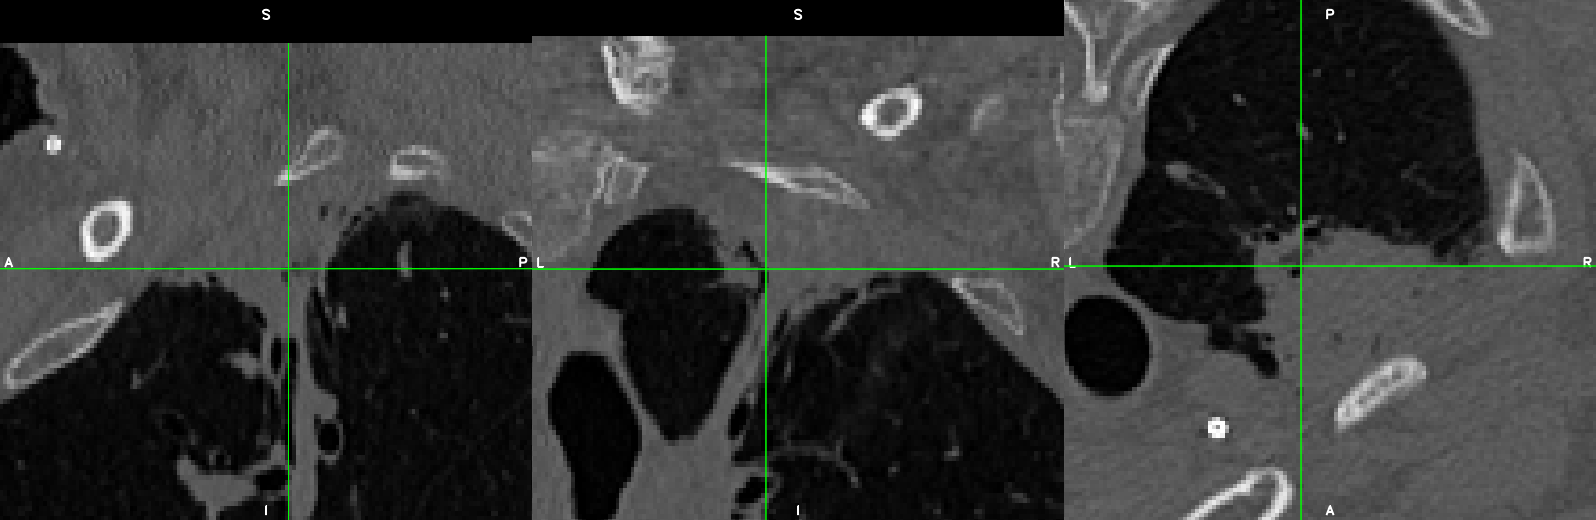 S S P
A P L R L R
I I A